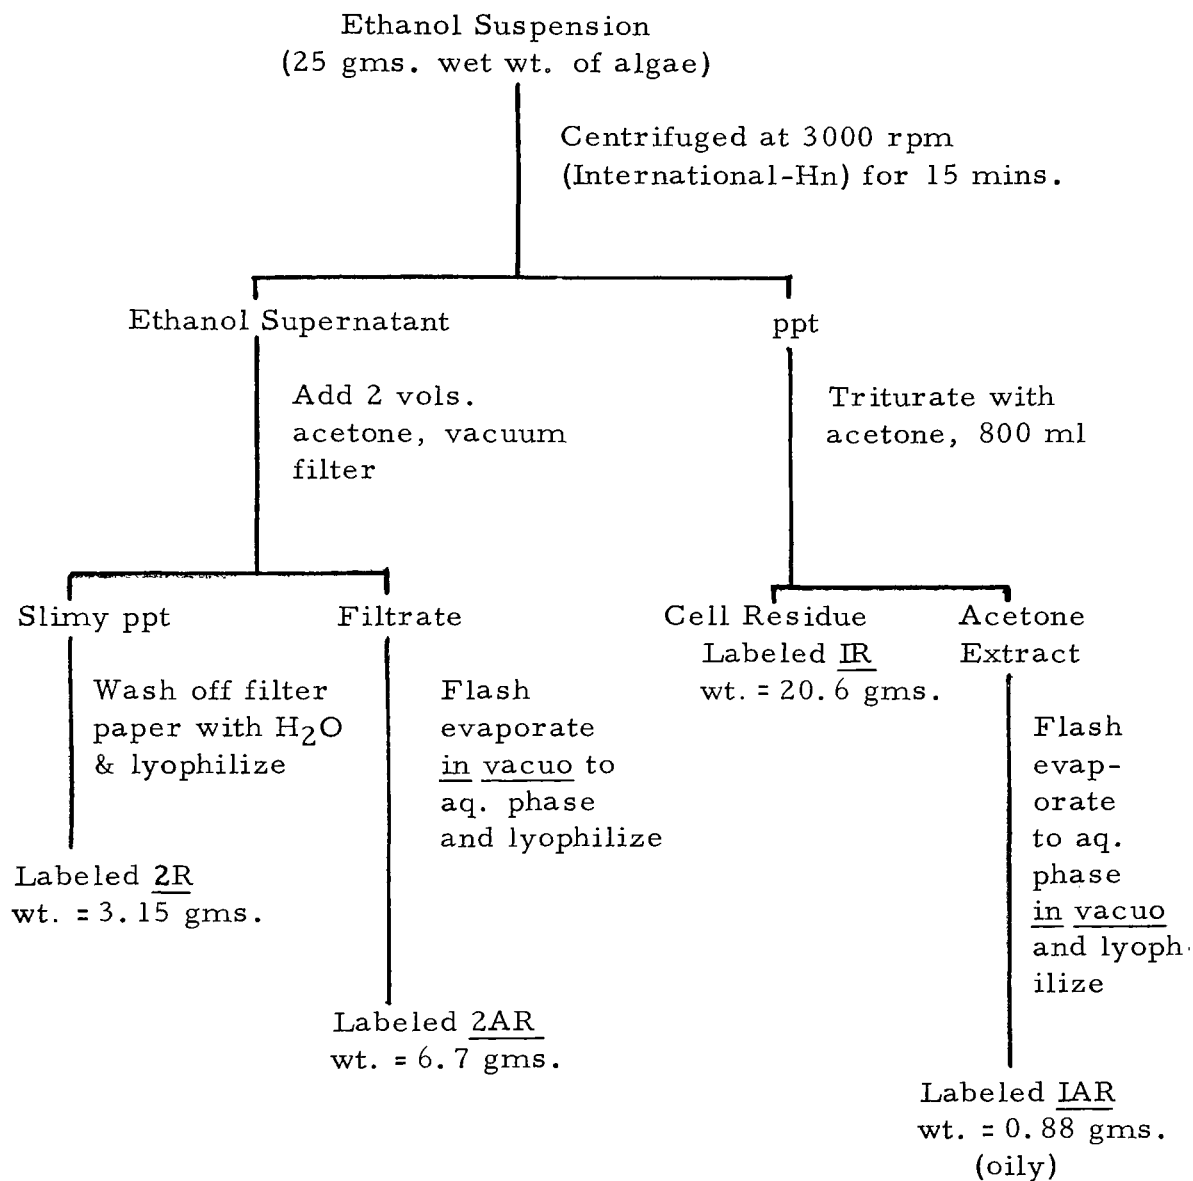 Ethanol Suspension
(25 gms. wet wt. of algae)
Centrifuged at 3000 rpm
(International-Hn) for 15 mins.
Ethanol Supernatant
ppt
Add 2 vols.
acetone, vacuum
filter
Triturate with
acetone, 800 ml
Slimy ppt
Filtrate
Cell Residue
Labeled IR
wt. = 20.6 gms.
Acetone
Extract
Wash off filter
paper with H2O
& lyophilize
Flash
evaporate
in vacuo to
aq. phase
and lyophilize
Flash
evap-
orate
to aq.
phase
in vacuo
and lyoph-
ilize
Labeled 2R
wt. = 3.15 gms.
Labeled 2AR
wt. = 6.7 gms.
Labeled IAR
wt. = 0.88 gms.
(oily)